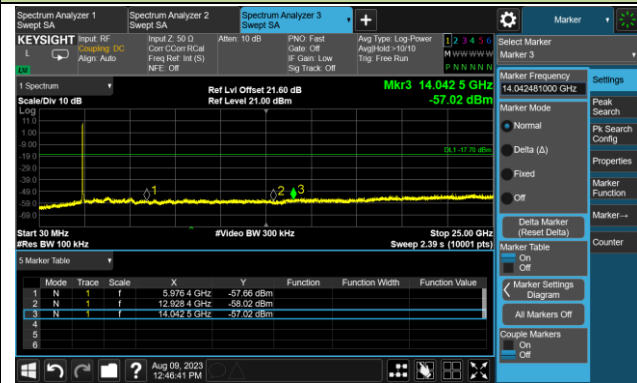 Spectrum Analyzer 1
Swept SA
Spectrum Analyzer 2
Swept SA
Spectrum Analyzer 3
Swept SA
Marker
KEYSIGHT
L
Input: RF
Coupling: DC
Align: Auto
Input Z: 50 Ω
Corr CCorr RCal
Freq Ref: Int (S)
NFE: Off
Atten: 10 dB
PNO: Fast
Gate: Off
IF Gain: Low
Sig Track: Off
Avg Type: Log-Power
Avg|Hold:>10/10
Trig: Free Run
1 2 3 4 5 6
M W W W W W
P N N N N N
1 Spectrum
Scale/Div 10 dB
Ref Lvl Offset 21.60 dB
Ref Level 21.00 dBm
Mkr3 14.042 5 GHz
-57.02 dBm
Log
11.0
1.00
-9.00
-19.0
-29.0
-39.0
-49.0
-59.0
-69.0
DL1 -17.70 dBm
1
2
3
Start 30 MHz
#Res BW 100 kHz
#Video BW 300 kHz
Stop 25.00 GHz
Sweep 2.39 s (10001 pts)
5 Marker Table
Mode Trace Scale X Y Function Function Width Function Value
1 N 1 f 5.976 4 GHz -57.66 dBm
2 N 1 f 12.928 4 GHz -58.02 dBm
3 N 1 f 14.042 5 GHz -57.02 dBm
4
5
6
Aug 09, 2023
12:46:41 PM
Select Marker
Marker 3
Marker Frequency
14.042481000 GHz
Marker Mode
Normal
Delta (Δ)
Fixed
Off
Delta Marker
(Reset Delta)
Marker Table
On
Off
Marker Settings
Diagram
All Markers Off
Couple Markers
On
Off
Settings
Peak
Search
Pk Search
Config
Properties
Marker
Function
Marker→
Counter